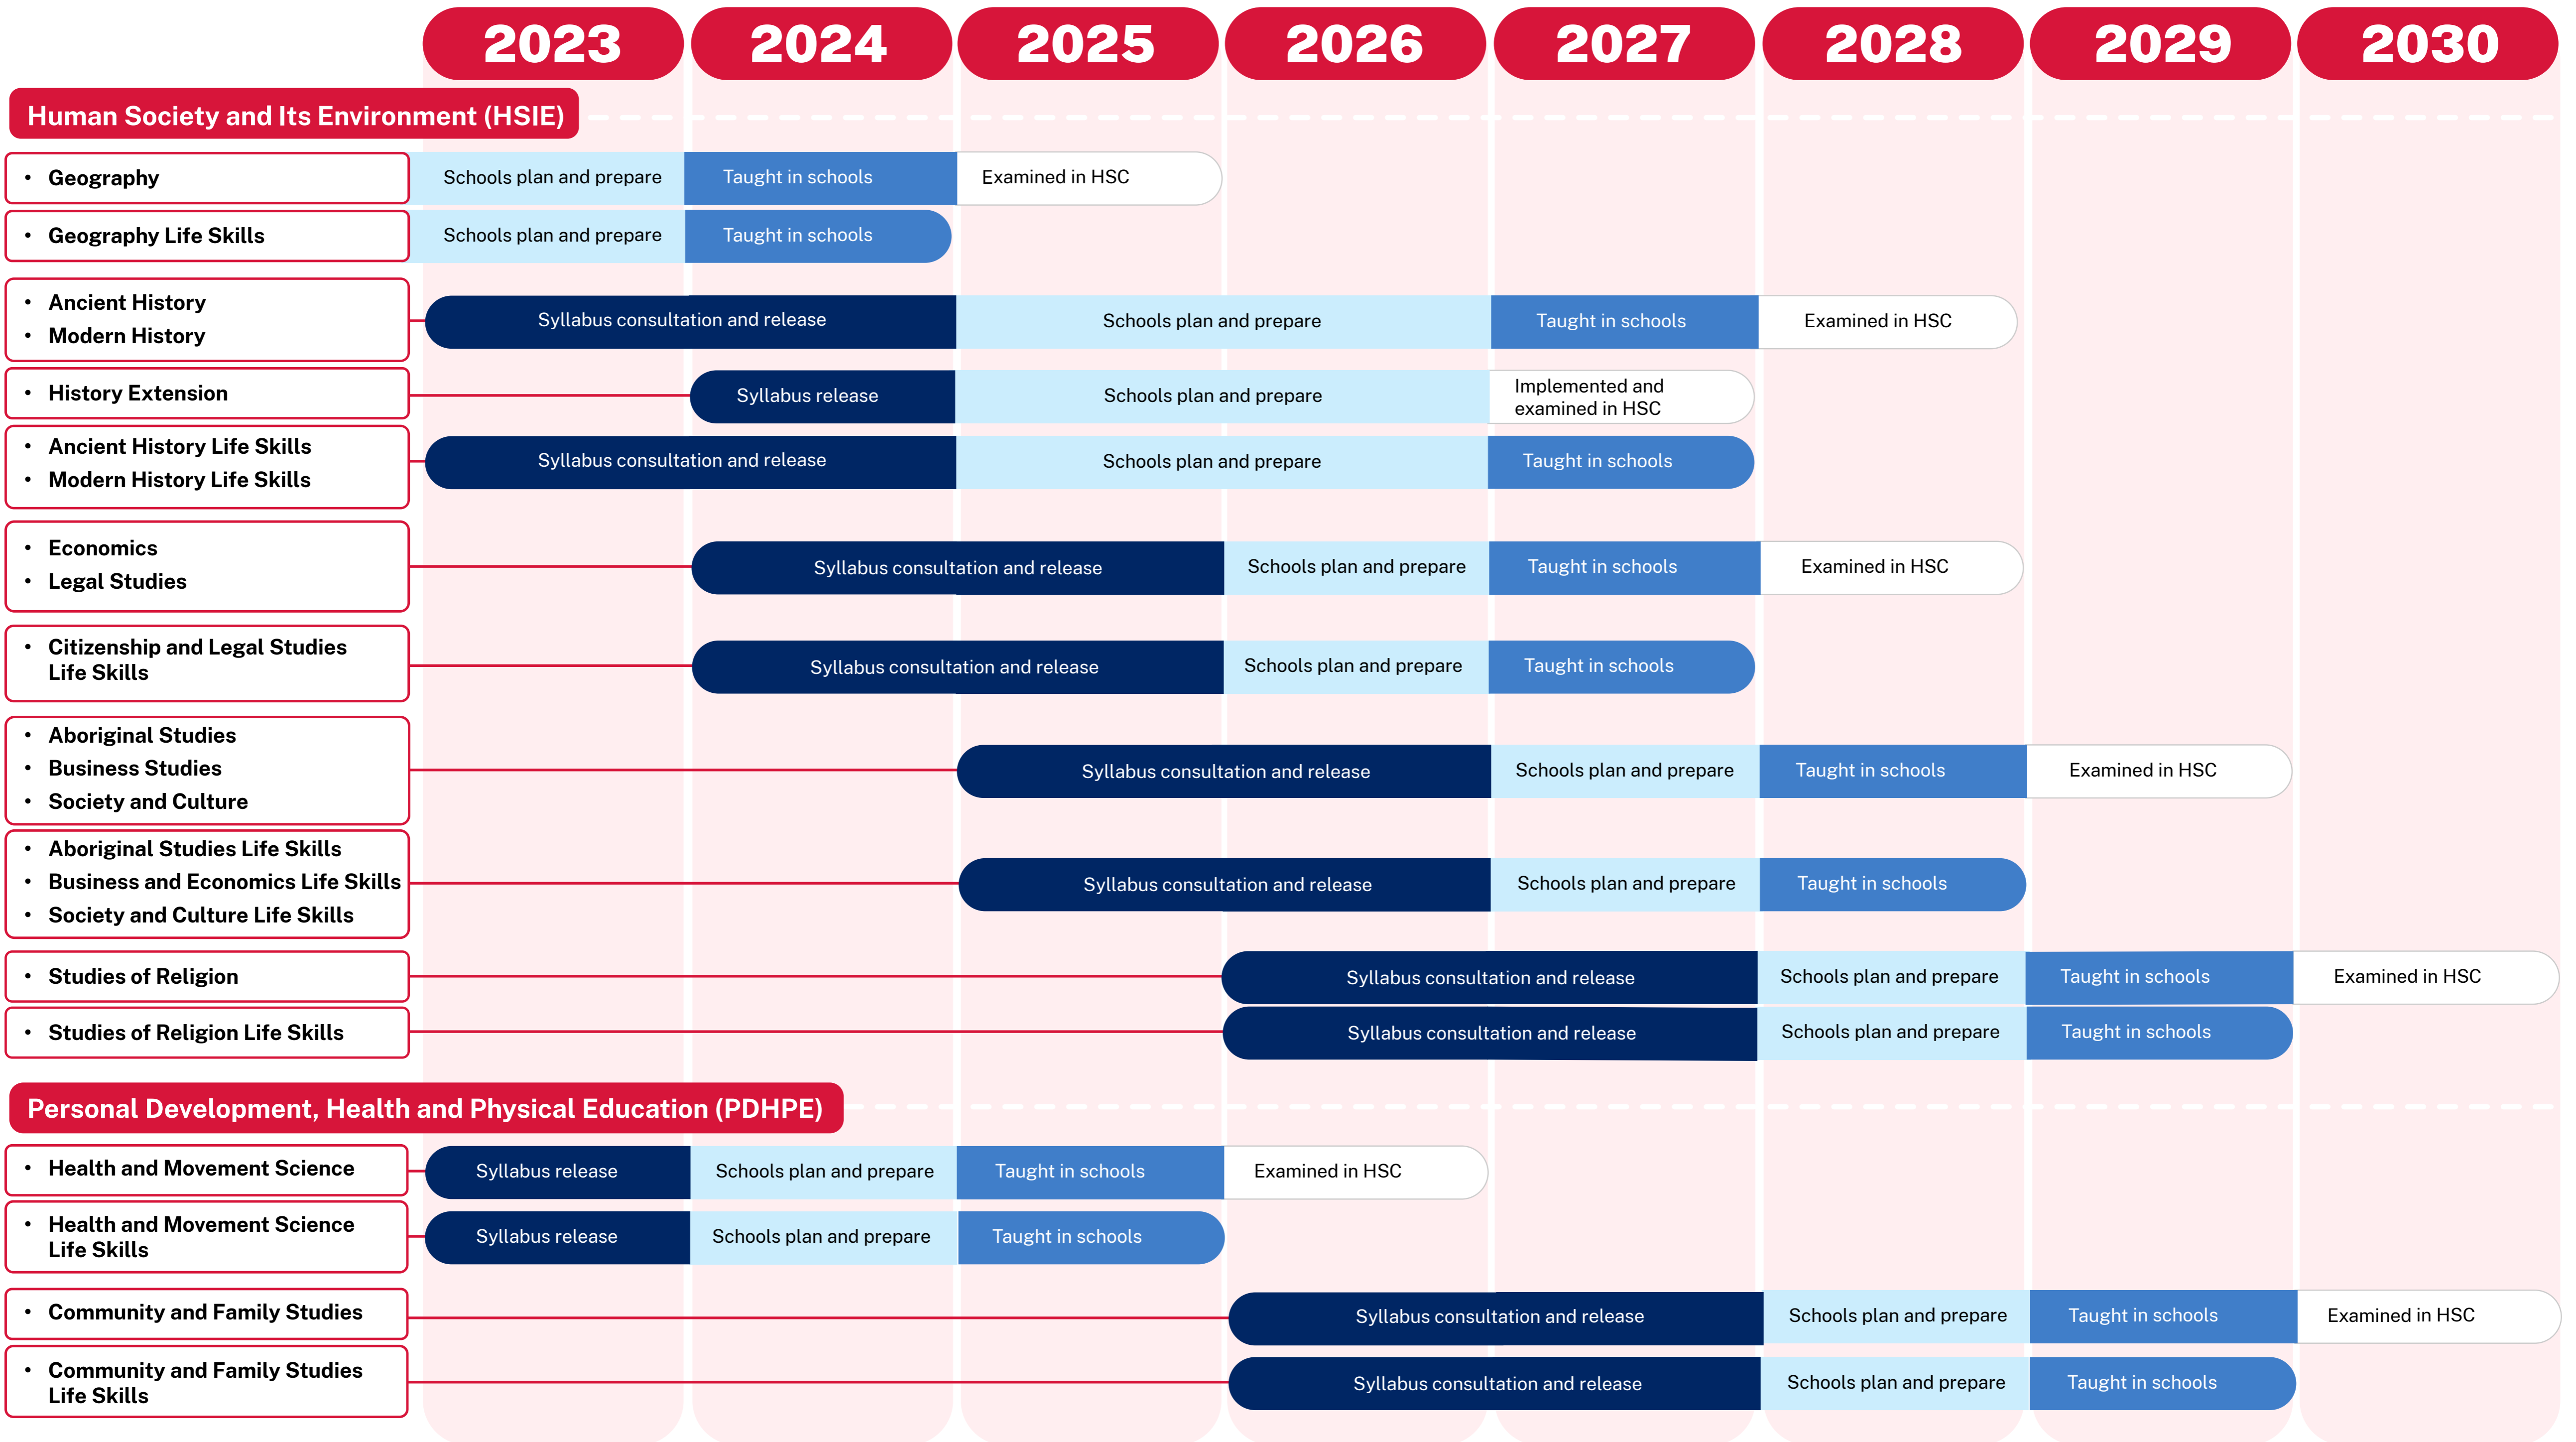 2023 2024 2025 2026 2027 2028 2029 2030
Human Society and Its Environment (HSIE)
• Geography
Schools plan and prepare Taught in schools Examined in HSC
• Geography Life Skills
Schools plan and prepare Taught in schools
• Ancient History
• Modern History
Syllabus consultation and release Schools plan and prepare Taught in schools Examined in HSC
• History Extension
Syllabus release Schools plan and prepare Implemented and
examined in HSC
• Ancient History Life Skills
• Modern History Life Skills
Syllabus consultation and release Schools plan and prepare Taught in schools
• Economics
• Legal Studies
Syllabus consultation and release Schools plan and prepare Taught in schools Examined in HSC
• Citizenship and Legal Studies
Life Skills
Syllabus consultation and release Schools plan and prepare Taught in schools
• Aboriginal Studies
• Business Studies
• Society and Culture
Syllabus consultation and release Schools plan and prepare Taught in schools Examined in HSC
• Aboriginal Studies Life Skills
• Business and Economics Life Skills
• Society and Culture Life Skills
Syllabus consultation and release Schools plan and prepare Taught in schools
• Studies of Religion
Syllabus consultation and release Schools plan and prepare Taught in schools Examined in HSC
• Studies of Religion Life Skills
Syllabus consultation and release Schools plan and prepare Taught in schools
Personal Development, Health and Physical Education (PDHPE)
• Health and Movement Science
Syllabus release Schools plan and prepare Taught in schools Examined in HSC
• Health and Movement Science
Life Skills
Syllabus release Schools plan and prepare Taught in schools
• Community and Family Studies
Syllabus consultation and release Schools plan and prepare Taught in schools Examined in HSC
• Community and Family Studies
Life Skills
Syllabus consultation and release Schools plan and prepare Taught in schools